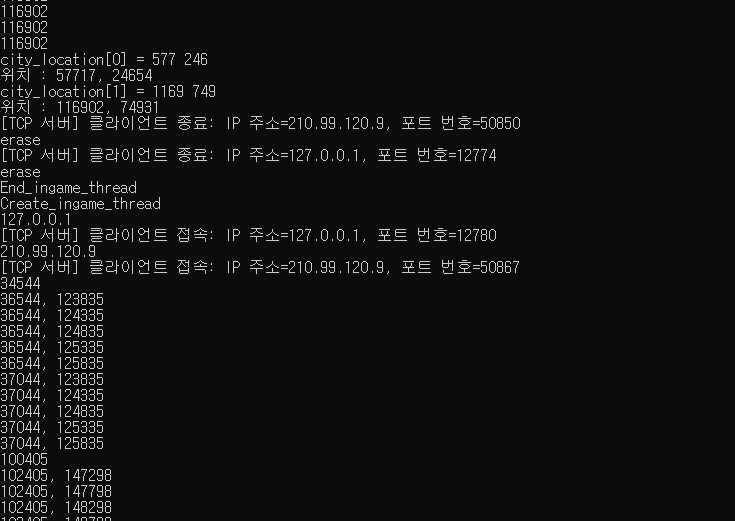 116902
116902
116902
city_location[0] = 577 246
위치 : 57717, 24654
city_location[1] = 1169 749
위치 : 116902, 74931
[TCP 서버] 클라이언트 종료: IP 주소=210.99.120.9, 포트 번호=50850
erase
[TCP 서버] 클라이언트 종료: IP 주소=127.0.0.1, 포트 번호=12774
erase
End_ingame_thread
Create_ingame_thread
127.0.0.1
[TCP 서버] 클라이언트 접속: IP 주소=127.0.0.1, 포트 번호=12780
210.99.120.9
[TCP 서버] 클라이언트 접속: IP 주소=210.99.120.9, 포트 번호=50867
34544
36544, 123835
36544, 124335
36544, 124835
36544, 125335
36544, 125835
37044, 123835
37044, 124335
37044, 124835
37044, 125335
37044, 125835
100405
102405, 147298
102405, 147798
102405, 148298